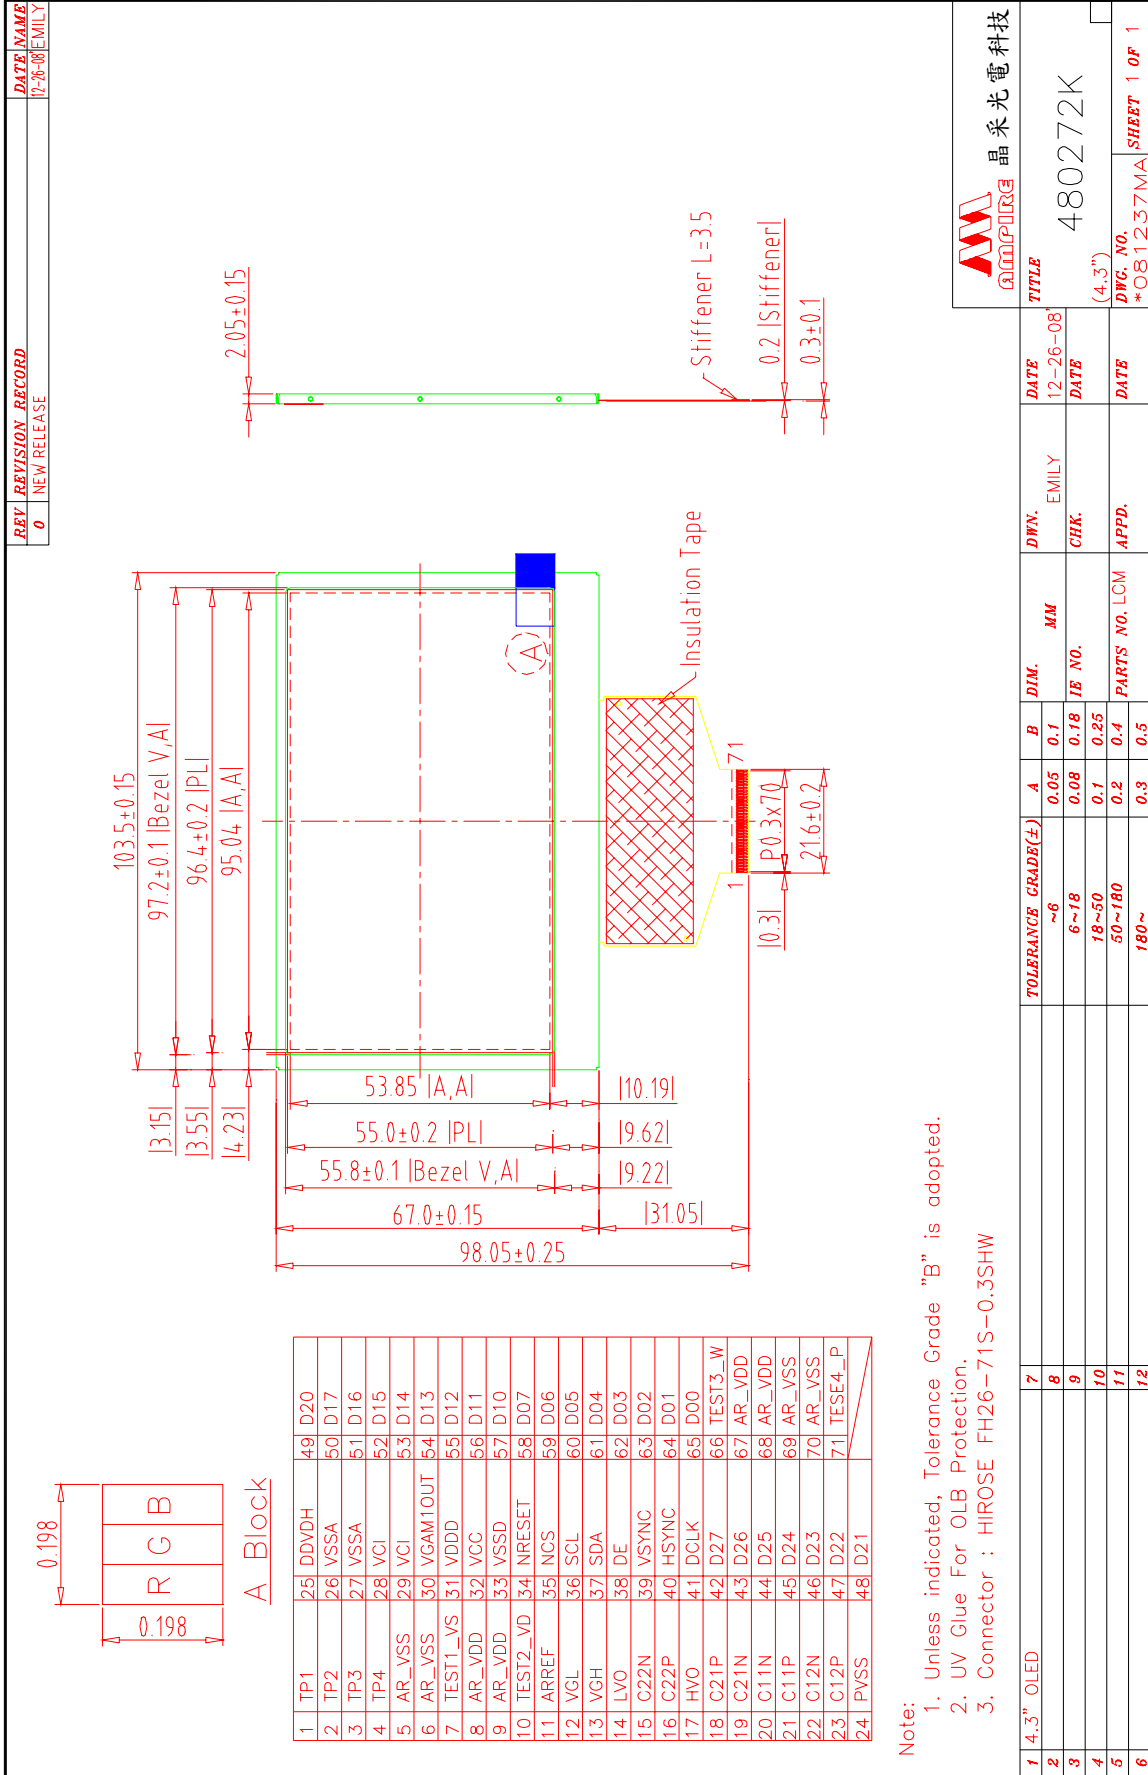 REV REVISION RECORD DATE NAME
0 NEW RELEASE 12-26-08' EMILY
0.198
0.198
R G B
A Block
103.5±0.15
97.2±0.1 |Bezel V,A|
96.4±0.2 |PL|
95.04 |A,A|
|3.15|
|3.55|
|4.23|
53.85 |A,A|
|10.19|
55.0±0.2 |PL|
|9.62|
55.8±0.1 |Bezel V,A|
|9.22|
67.0±0.15
|31.05|
98.05±0.25
A
Insulation Tape
1
71
|0.3|
P0.3x70
21.6±0.2
2.05±0.15
Stiffener L=3.5
0.2 |Stiffener|
0.3±0.1
1 TP1 25 DDVDH 49 D20
2 TP2 26 VSSA 50 D17
3 TP3 27 VSSA 51 D16
4 TP4 28 VCI 52 D15
5 AR_VSS 29 VCI 53 D14
6 AR_VSS 30 VGAM1OUT 54 D13
7 TEST1_VS 31 VDDD 55 D12
8 AR_VDD 32 VCC 56 D11
9 AR_VDD 33 VSSD 57 D10
10 TEST2_VD 34 NRESET 58 D07
11 ARREF 35 NCS 59 D06
12 VGL 36 SCL 60 D05
13 VGH 37 SDA 61 D04
14 LVO 38 DE 62 D03
15 C22N 39 VSYNC 63 D02
16 C22P 40 HSYNC 64 D01
17 HVO 41 DCLK 65 D00
18 C21P 42 D27 66 TEST3_W
19 C21N 43 D26 67 AR_VDD
20 C11N 44 D25 68 AR_VDD
21 C11P 45 D24 69 AR_VSS
22 C12N 46 D23 70 AR_VSS
23 C12P 47 D22 71 TESE4_P
24 PVSS 48 D21
Note:
1. Unless indicated, Tolerance Grade "B" is adopted.
2. UV Glue For OLB Protection.
3. Connector : HIROSE FH26-71S-0.3SHW
AMPIRE 晶采光電科技
1 4.3" OLED 7
2 8
3 9
4 10
5 11
6 12
TOLERANCE GRADE(±) A B
~6 0.05 0.1
6~18 0.08 0.18
18~50 0.1 0.25
50~180 0.2 0.4
180~ 0.3 0.5
DIM. MM
IE NO.
PARTS NO. LCM
DWN. EMILY
CHK.
APPD.
DATE 12-26-08'
DATE
DATE
TITLE
480272K
(4.3")
DWG. NO.
*081237MA
SHEET 1 OF 1